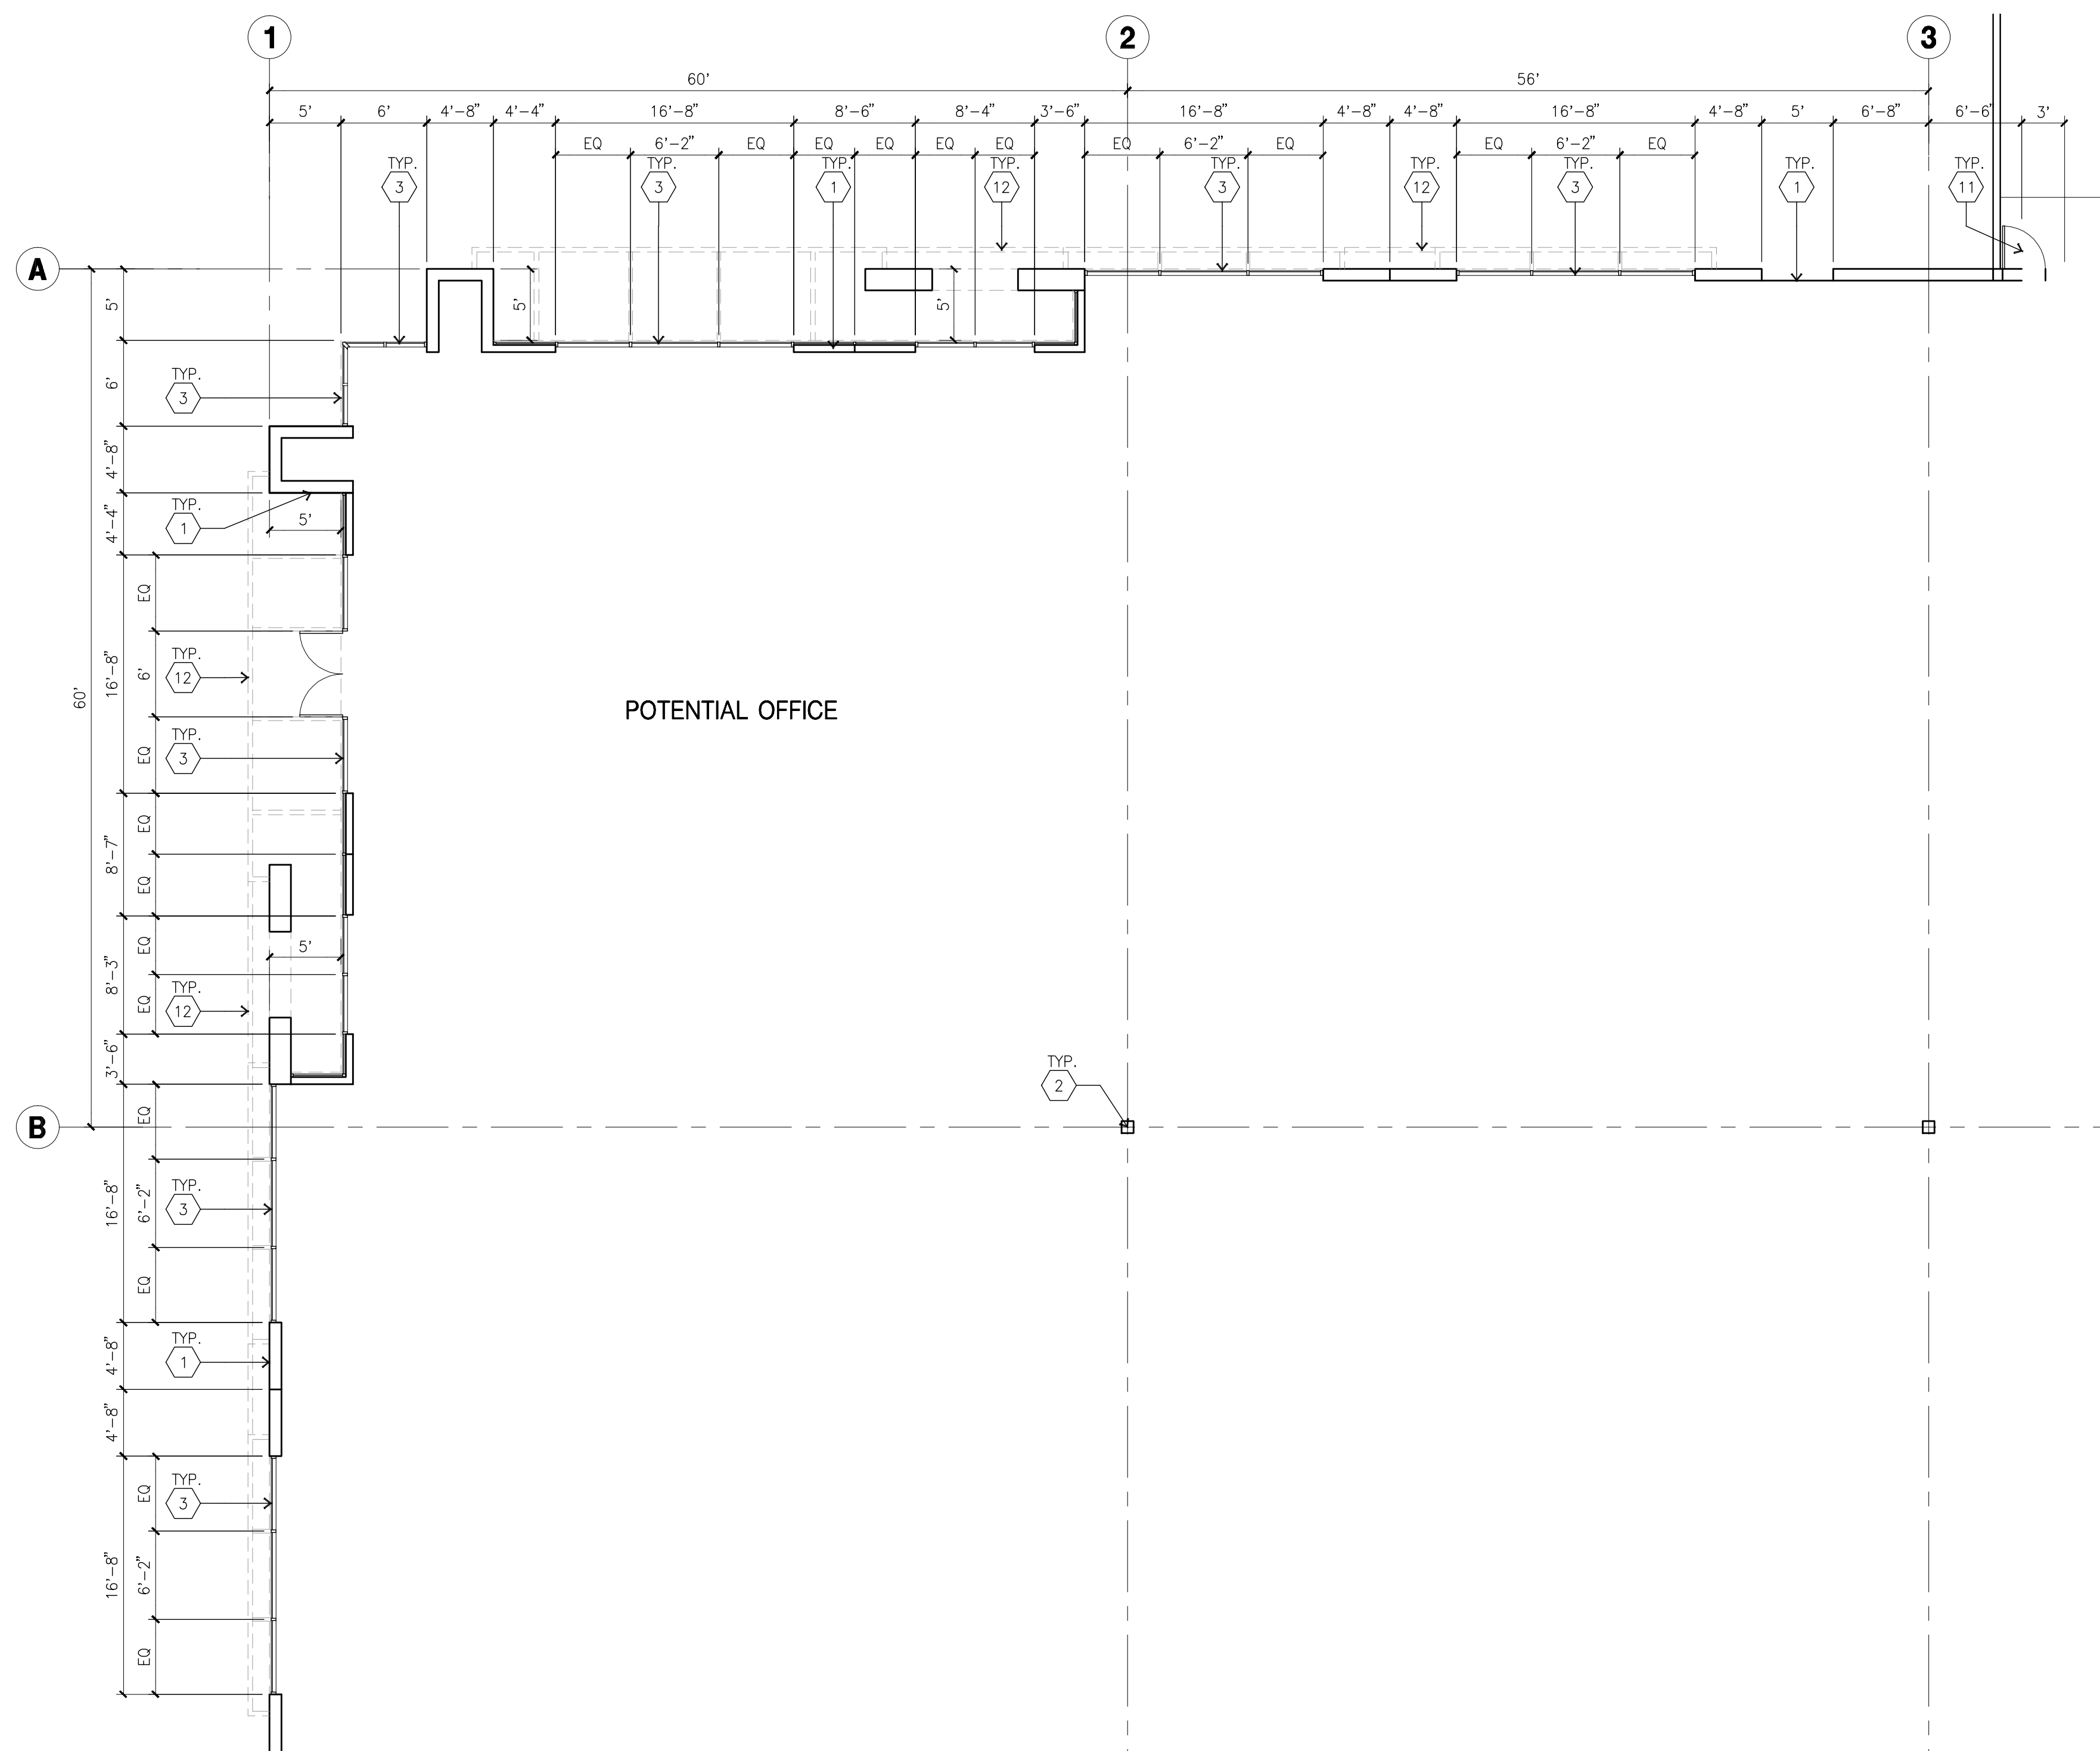 1 2 3
60' 56'
5' 6' 4'-8" 4'-4" 16'-8" 8'-6" 8'-4" 3'-6" 16'-8" 4'-8" 4'-8" 16'-8" 4'-8" 5' 6'-8" 6'-6" 3'
EQ 6'-2" EQ EQ EQ EQ EQ EQ 6'-2" EQ EQ 6'-2" EQ
TYP. TYP. TYP. TYP. TYP. TYP. TYP. TYP. TYP.
3 3 1 12 3 12 3 1 11
A
5'
5'
5'
6'
TYP.
3
4'-8"
4'-4"
TYP.
1
5'
EQ
60'
16'-8"
6'
TYP.
12
POTENTIAL OFFICE
EQ
TYP.
3
EQ
8'-7"
EQ
EQ
5'
8'-3"
EQ
TYP.
12
3'-6"
TYP.
2
EQ
B
16'-8"
6'-2"
TYP.
3
EQ
4'-8"
TYP.
1
4'-8"
EQ
TYP.
3
16'-8"
6'-2"
EQ